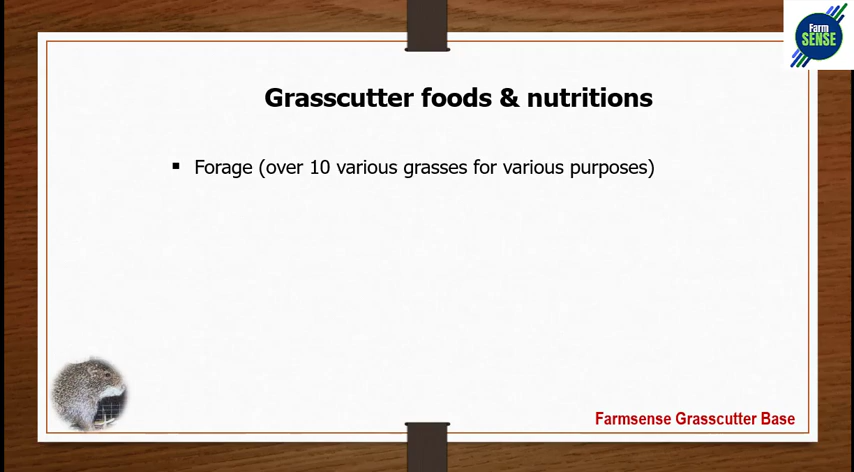 Farm
SENSE
Grasscutter foods & nutritions
▪ Forage (over 10 various grasses for various purposes)
Farmsense Grasscutter Base